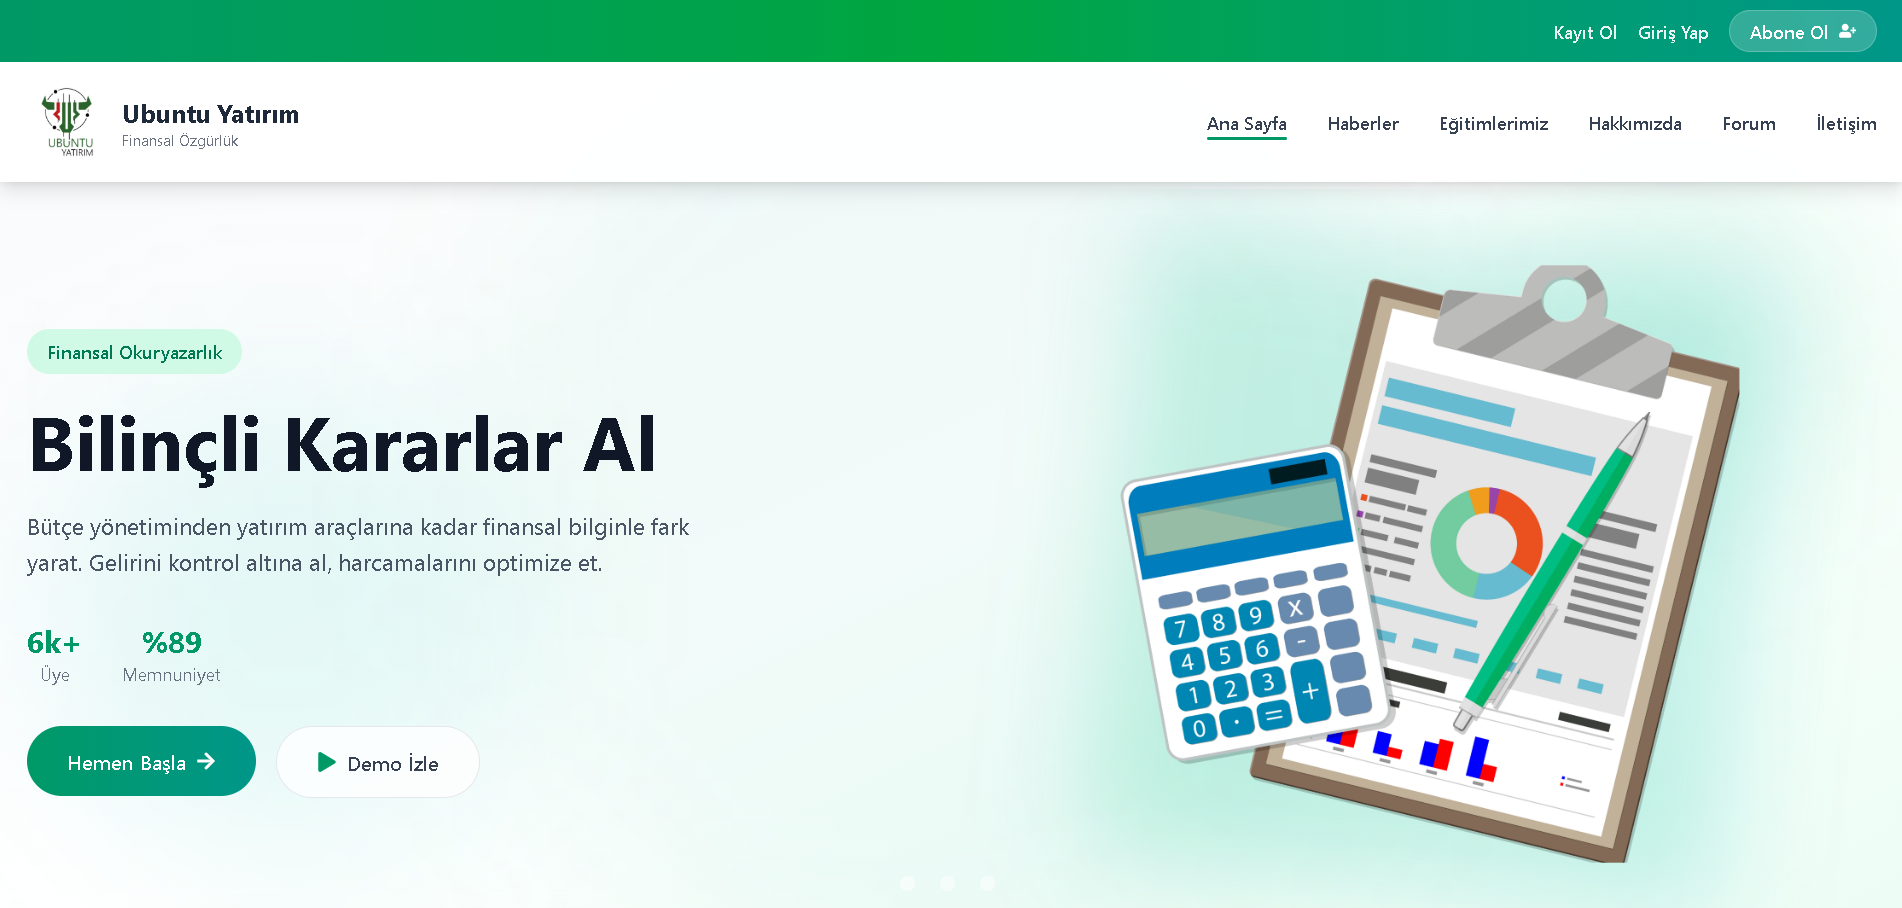 Kayıt Ol
Giriş Yap
Abone Ol
UBUNTU
YATIRIM
Ubuntu Yatırım
Finansal Özgürlük
Ana Sayfa
Haberler
Eğitimlerimiz
Hakkımızda
Forum
İletişim
Finansal Okuryazarlık
Bilinçli Kararlar Al
Bütçe yönetiminden yatırım araçlarına kadar finansal bilginle fark
yarat. Gelirini kontrol altına al, harcamalarını optimize et.
6k+
Üye
%89
Memnuniyet
Hemen Başla
Demo İzle
7 8 9 X
4 5 6 -
1 2 3 +
0 . =